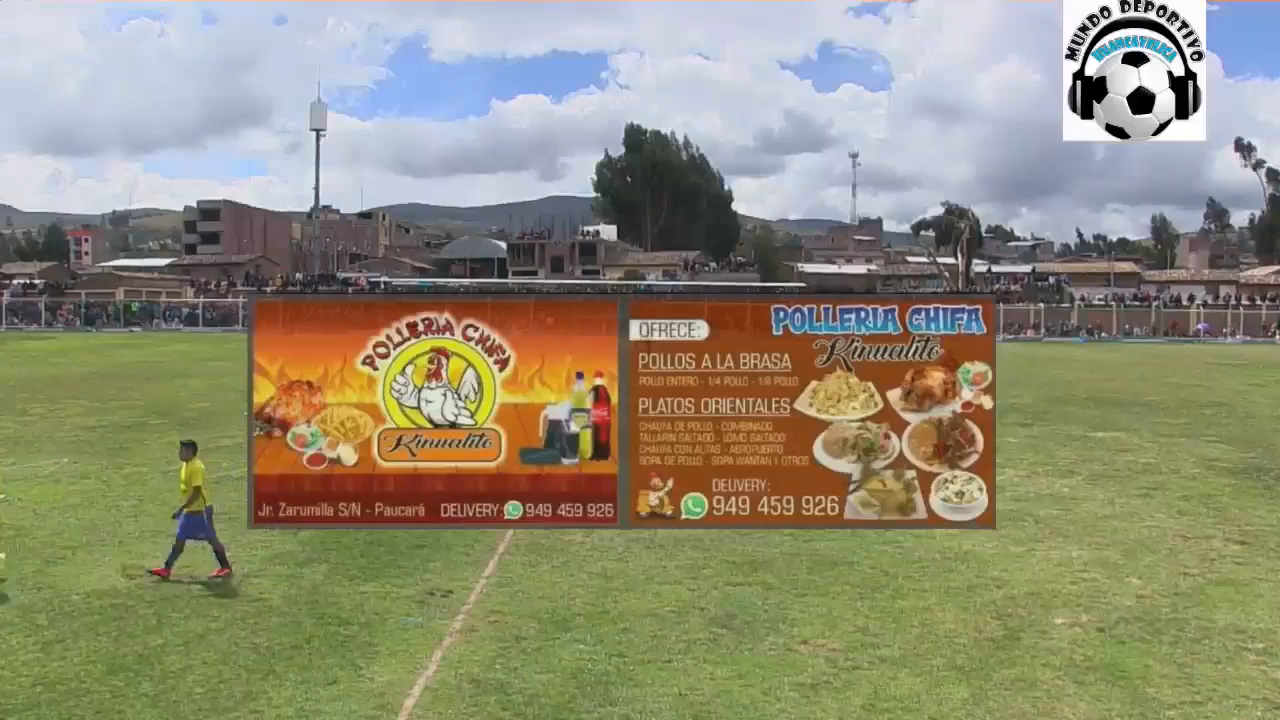 MUNDO DEPORTIVO
HUANCAVELICA
POLLERIA CHIFA
Kinualito
Jr. Zarumilla S/N - Paucará DELIVERY: 949 459 926
OFRECE:
POLLERIA CHIFA
Kinualito
POLLOS A LA BRASA
POLLO ENTERO - 1/4 POLLO - 1/8 POLLO
PLATOS ORIENTALES
CHAUFA DE POLLO - COMBINADO
TALLARIN SALTADO - LOMO SALTADO
CHAUFA CON ALITAS - AEROPUERTO
SOPA DE POLLO - SOPA WANTAN Y OTROS
DELIVERY:
949 459 926